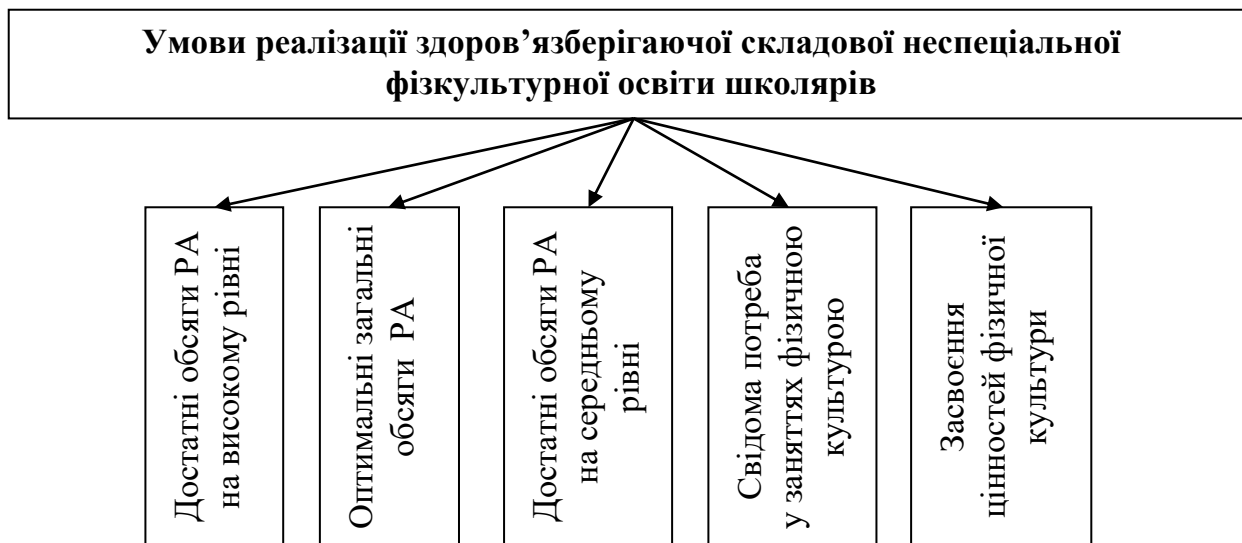 Умови реалізації здоров’язберігаючої складової неспеціальної
фізкультурної освіти школярів
Достатні обсяги РА
на високому рівні
Оптимальні загальні
обсяги РА
Достатні обсяги РА
на середньому
рівні
Свідома потреба
у заняттях фізичною
культурою
Засвоєння
цінностей фізичної
культури